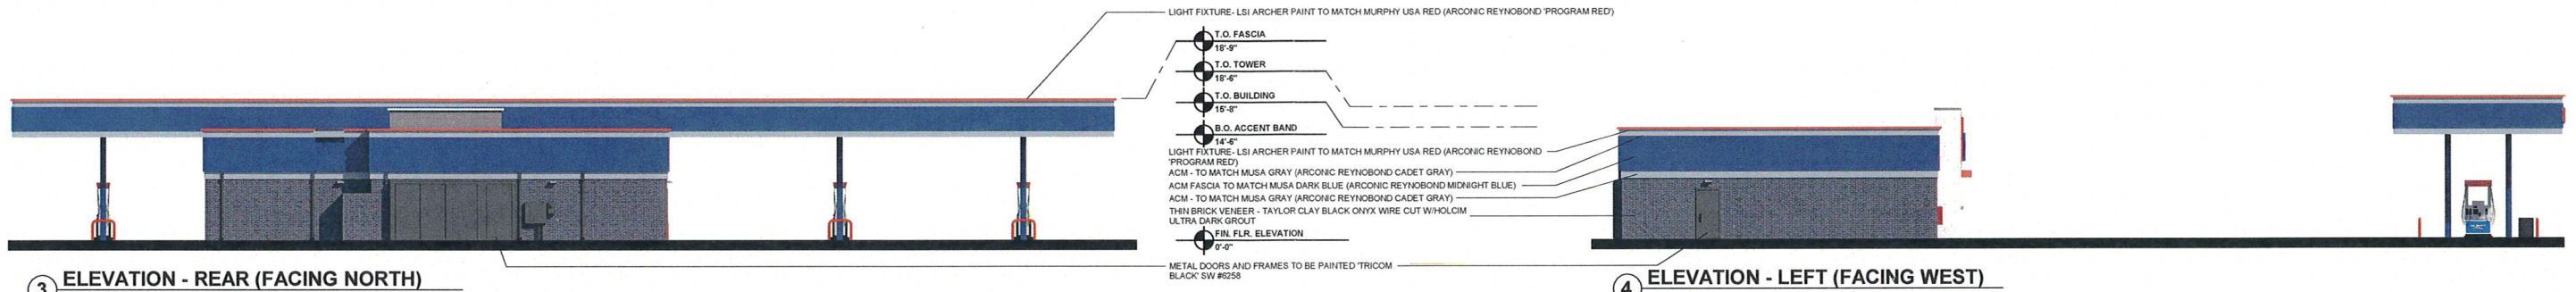 LIGHT FIXTURE- LSI ARCHER PAINT TO MATCH MURPHY USA RED (ARCONIC REYNOBOND 'PROGRAM RED')
T.O. FASCIA
18'-9"
T.O. TOWER
18'-6"
T.O. BUILDING
15'-8"
B.O. ACCENT BAND
14'-6"
LIGHT FIXTURE- LSI ARCHER PAINT TO MATCH MURPHY USA RED (ARCONIC REYNOBOND
'PROGRAM RED')
ACM - TO MATCH MUSA GRAY (ARCONIC REYNOBOND CADET GRAY)
ACM FASCIA TO MATCH MUSA DARK BLUE (ARCONIC REYNOBOND MIDNIGHT BLUE)
ACM - TO MATCH MUSA GRAY (ARCONIC REYNOBOND CADET GRAY)
THIN BRICK VENEER - TAYLOR CLAY BLACK ONYX WIRE CUT W/HOLCIM
ULTRA DARK GROUT
FIN. FLR. ELEVATION
0'-0"
METAL DOORS AND FRAMES TO BE PAINTED 'TRICOM
BLACK' SW #6258
3 ELEVATION - REAR (FACING NORTH)
4 ELEVATION - LEFT (FACING WEST)